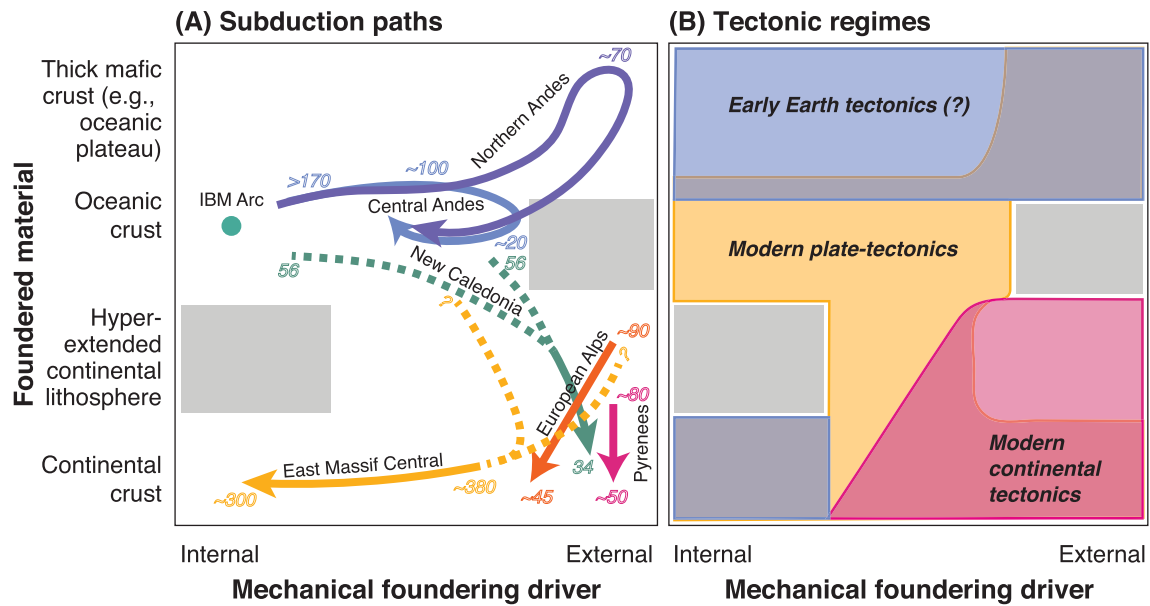 (A) Subduction paths
(B) Tectonic regimes
Foundered material
Thick mafic
crust (e.g.,
oceanic
plateau)
Oceanic
crust
Hyper-
extended
continental
lithosphere
Continental
crust
~70
Northern Andes
>170
~100
IBM Arc
Central Andes
~20
56
56
New Caledonia
?
~90
?
European Alps
~80
Pyrenees
34
East Massif Central
~300
~380
~45
~50
Internal
External
Mechanical foundering driver
Early Earth tectonics (?)
Modern plate-tectonics
Modern
continental
tectonics
Internal
External
Mechanical foundering driver